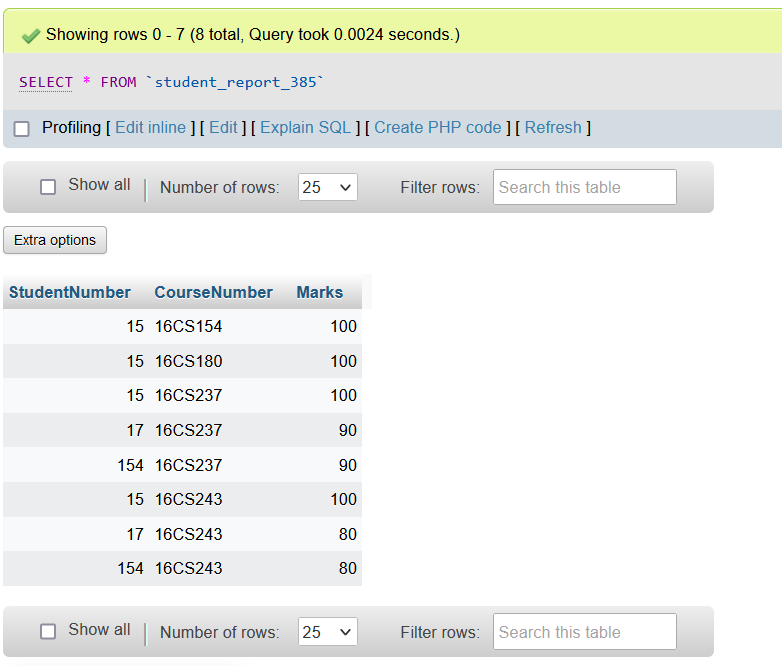 Showing rows 0 - 7 (8 total, Query took 0.0024 seconds.)
SELECT * FROM `student_report_385`
Profiling [ Edit inline ] [ Edit ] [ Explain SQL ] [ Create PHP code ] [ Refresh ]
Show all Number of rows: 25 Filter rows: Search this table
Extra options
StudentNumber CourseNumber Marks
15 16CS154 100
15 16CS180 100
15 16CS237 100
17 16CS237 90
154 16CS237 90
15 16CS243 100
17 16CS243 80
154 16CS243 80
Show all Number of rows: 25 Filter rows: Search this table